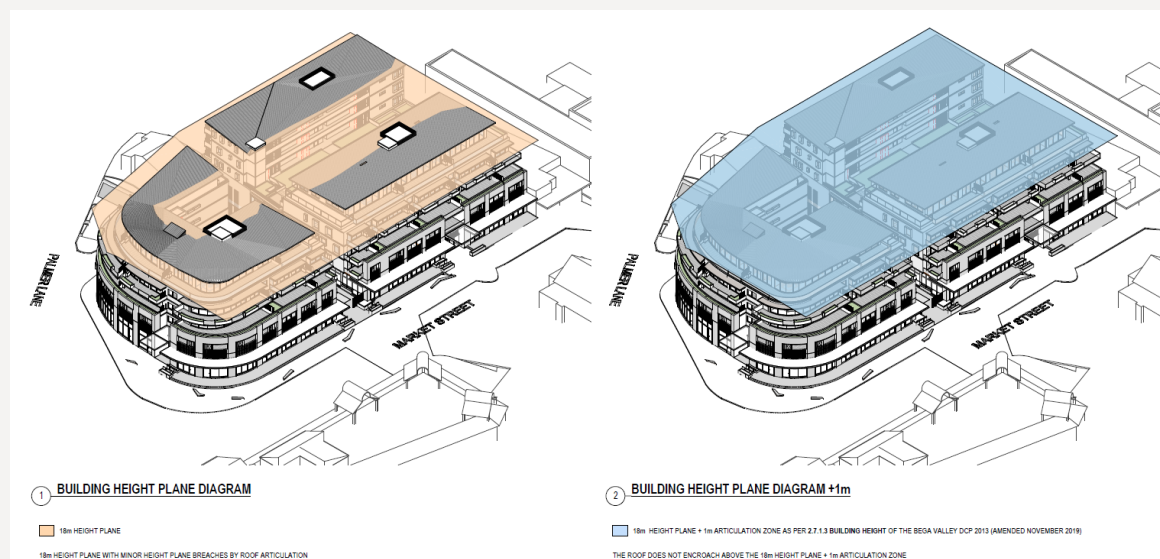 PALMER LANE
MARKET STREET
1 BUILDING HEIGHT PLANE DIAGRAM
18m HEIGHT PLANE
18m HEIGHT PLANE WITH MINOR HEIGHT PLANE BREACHES BY ROOF ARTICULATION
PALMER LANE
MARKET STREET
2 BUILDING HEIGHT PLANE DIAGRAM +1m
18m HEIGHT PLANE + 1m ARTICULATION ZONE AS PER 2.7.1.3 BUILDING HEIGHT OF THE BEGA VALLEY DCP 2013 (AMENDED NOVEMBER 2019)
THE ROOF DOES NOT ENCROACH ABOVE THE 18m HEIGHT PLANE + 1m ARTICULATION ZONE